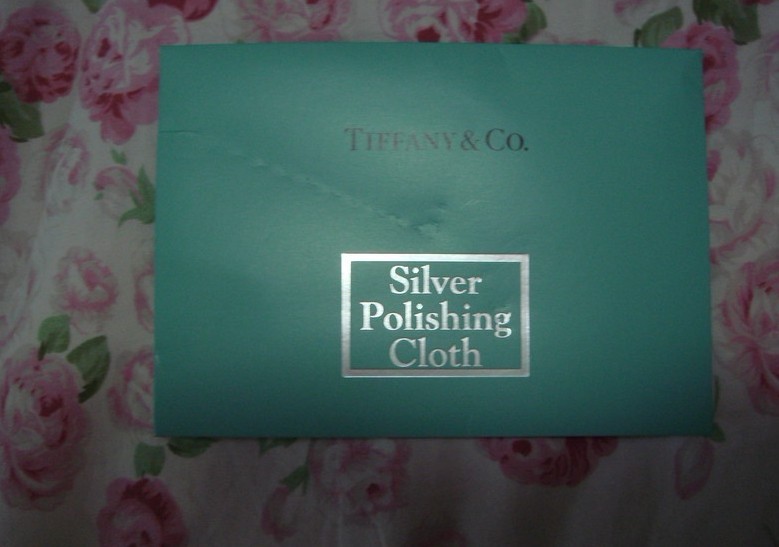 TIFFANY & CO.
Silver
Polishing
Cloth